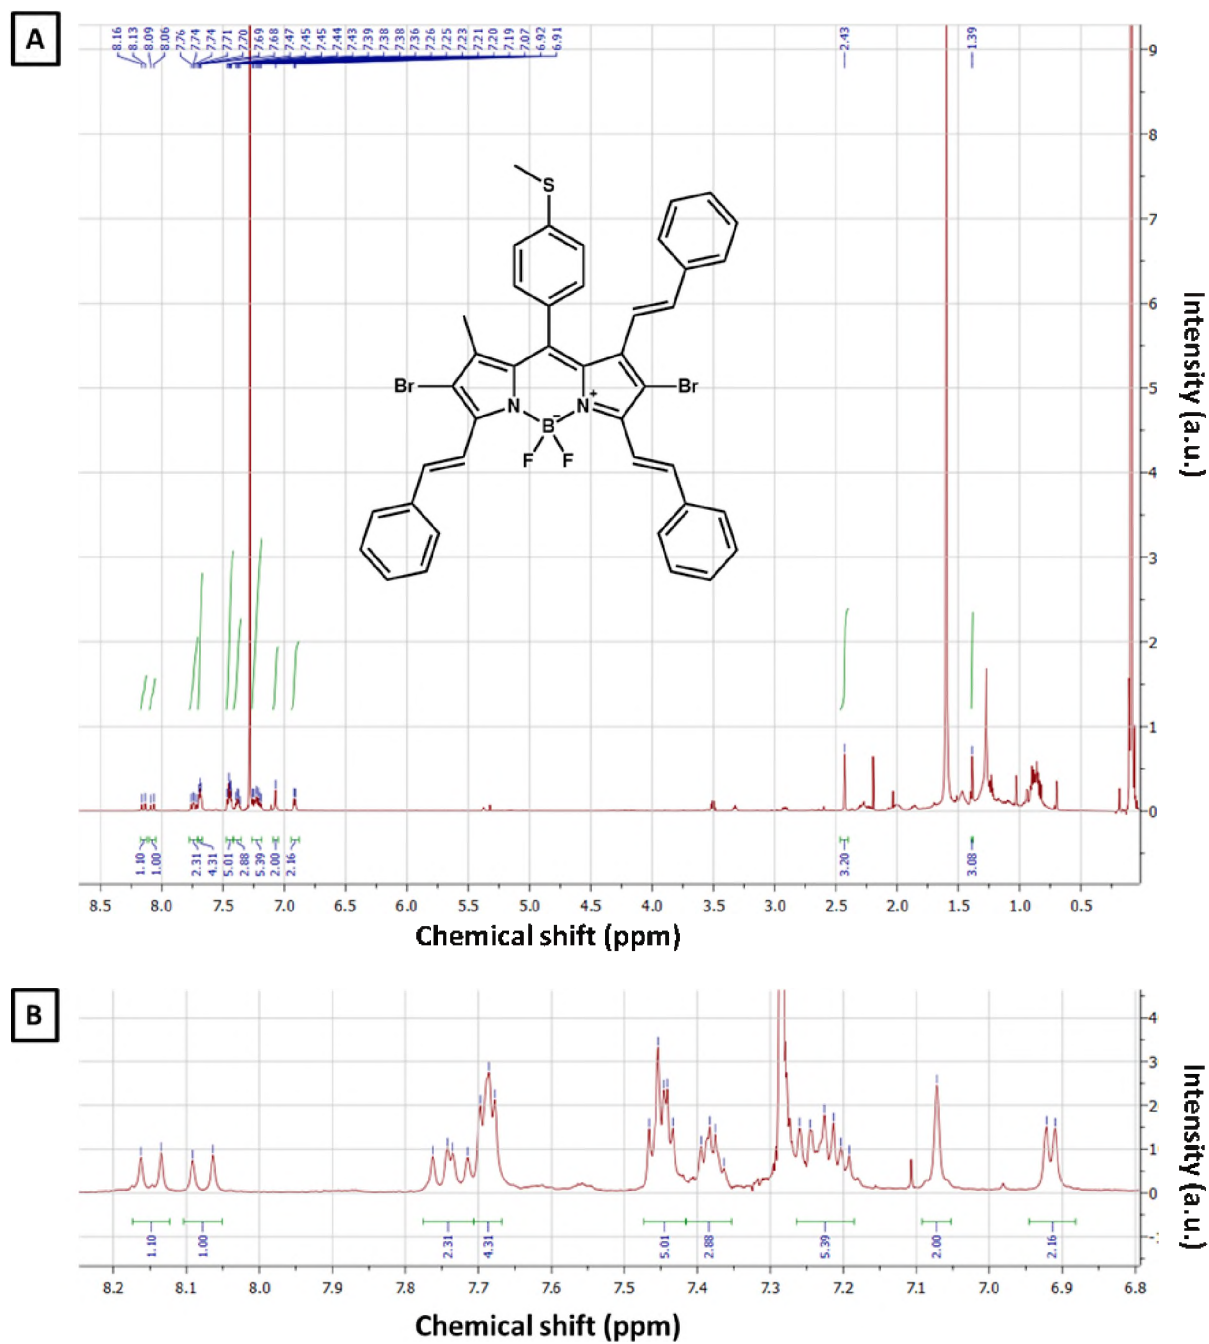 A
8.16 8.13 8.09 8.06 7.76 7.74 7.74 7.71 7.70 7.69 7.68 7.47 7.45 7.45 7.44 7.43 7.39 7.38 7.38 7.36 7.26 7.25 7.23 7.21 7.20 7.19 7.07 6.92 6.91 2.43 1.39
9
8
7
6
5
4
3
2
1
0
Intensity (a.u.)
S
Br
Br
N
N+
B-
F
F
1.10 1.00 2.31 4.31 5.01 2.88 5.39 2.00 2.16 3.20 3.08
8.5 8.0 7.5 7.0 6.5 6.0 5.5 5.0 4.5 4.0 3.5 3.0 2.5 2.0 1.5 1.0 0.5
Chemical shift (ppm)
B
4
3
2
1
0
Intensity (a.u.)
1.10 1.00 2.31 4.31 5.01 2.88 5.39 2.00 2.16
8.2 8.1 8.0 7.9 7.8 7.7 7.6 7.5 7.4 7.3 7.2 7.1 7.0 6.9 6.8
Chemical shift (ppm)